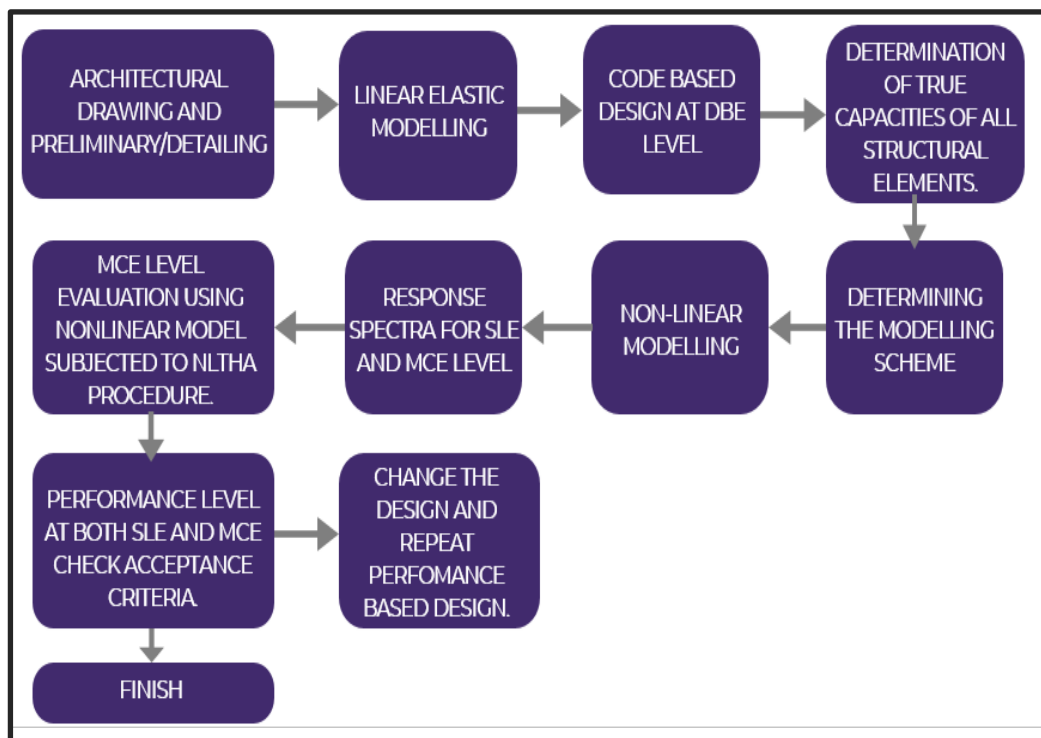 ARCHITECTURAL
DRAWING AND
PRELIMINARY/DETAILING
LINEAR ELASTIC
MODELLING
CODE BASED
DESIGN AT DBE
LEVEL
DETERMINATION
OF TRUE
CAPACITIES OF ALL
STRUCTURAL
ELEMENTS.
DETERMINING
THE MODELLING
SCHEME
NON-LINEAR
MODELLING
RESPONSE
SPECTRA FOR SLE
AND MCE LEVEL
MCE LEVEL
EVALUATION USING
NONLINEAR MODEL
SUBJECTED TO NLTHA
PROCEDURE.
PERFORMANCE LEVEL
AT BOTH SLE AND MCE
CHECK ACCEPTANCE
CRITERIA.
CHANGE THE
DESIGN AND
REPEAT
PERFOMANCE
BASED DESIGN.
FINISH